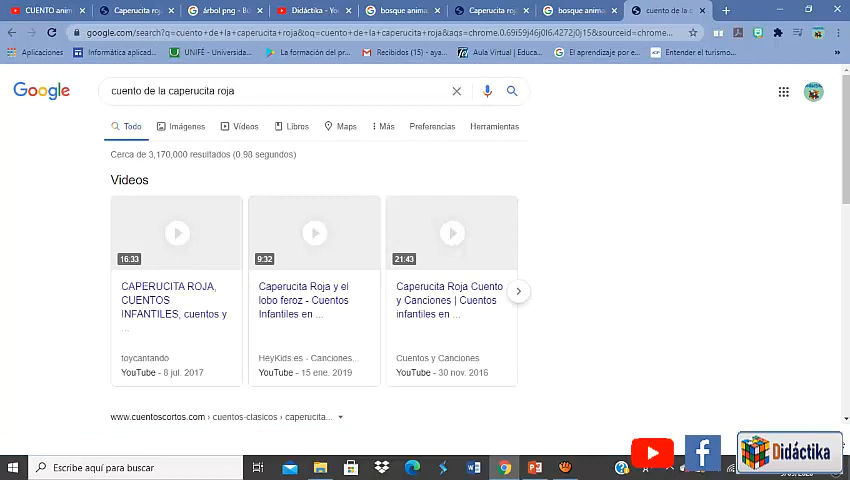 CUENTO anim
Caperucita roj
árbol png - Bú
Didáctika - You
bosque anima
Caperucita roj
bosque anima
cuento de la c
google.com/search?q=cuento+de+la+caperucita+roja&oq=cuento+de+la+caperucita+roja&aqs=chrome.0.69i59j46j0l6.4272j0j15&sourceid=chrome...
Aplicaciones
Informática aplicad...
UNIFÉ - Universida...
La formación del pr...
Recibidos (15) - aya...
Aula Virtual | Educa...
El aprendizaje por e...
Entender el turismo...
Google
cuento de la caperucita roja
Todo Imágenes Vídeos Libros Maps Más Preferencias Herramientas
Cerca de 3,170,000 resultados (0,98 segundos)
Videos
16:33
9:32
21:43
CAPERUCITA ROJA,
CUENTOS
INFANTILES, cuentos y
...
toycantando
YouTube - 8 jul. 2017
Caperucita Roja y el
lobo feroz - Cuentos
Infantiles en ...
HeyKids.es - Canciones...
YouTube - 15 ene. 2019
Caperucita Roja Cuento
y Canciones | Cuentos
infantiles en ...
Cuentos y Canciones
YouTube - 30 nov. 2016
www.cuentoscortos.com › cuentos-clasicos › caperucita...
Escribe aquí para buscar
Didáctika